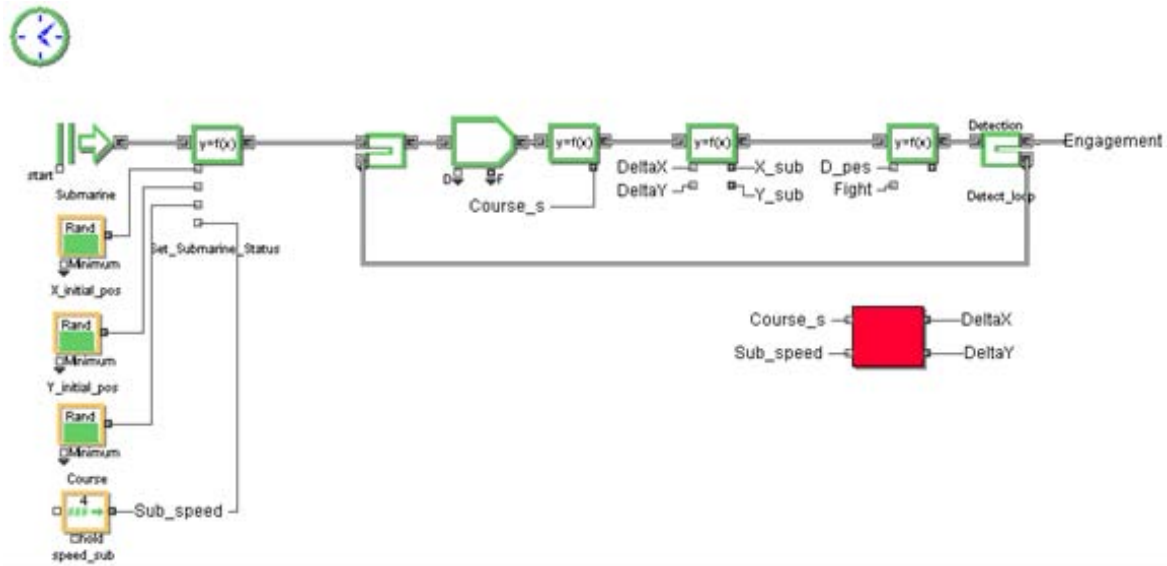 start
Submarine
y=f(x)
Set_Submarine_Status
Rand
Minimum
X_initial_pos
Rand
Minimum
Y_initial_pos
Rand
Minimum
Course
4
hold
speed_sub
Sub_speed
D
F
y=f(x)
Course_s
y=f(x)
DeltaX
DeltaY
X_sub
Y_sub
y=f(x)
D_pes
Fight
Detection
Detect_loop
Engagement
Course_s
Sub_speed
DeltaX
DeltaY